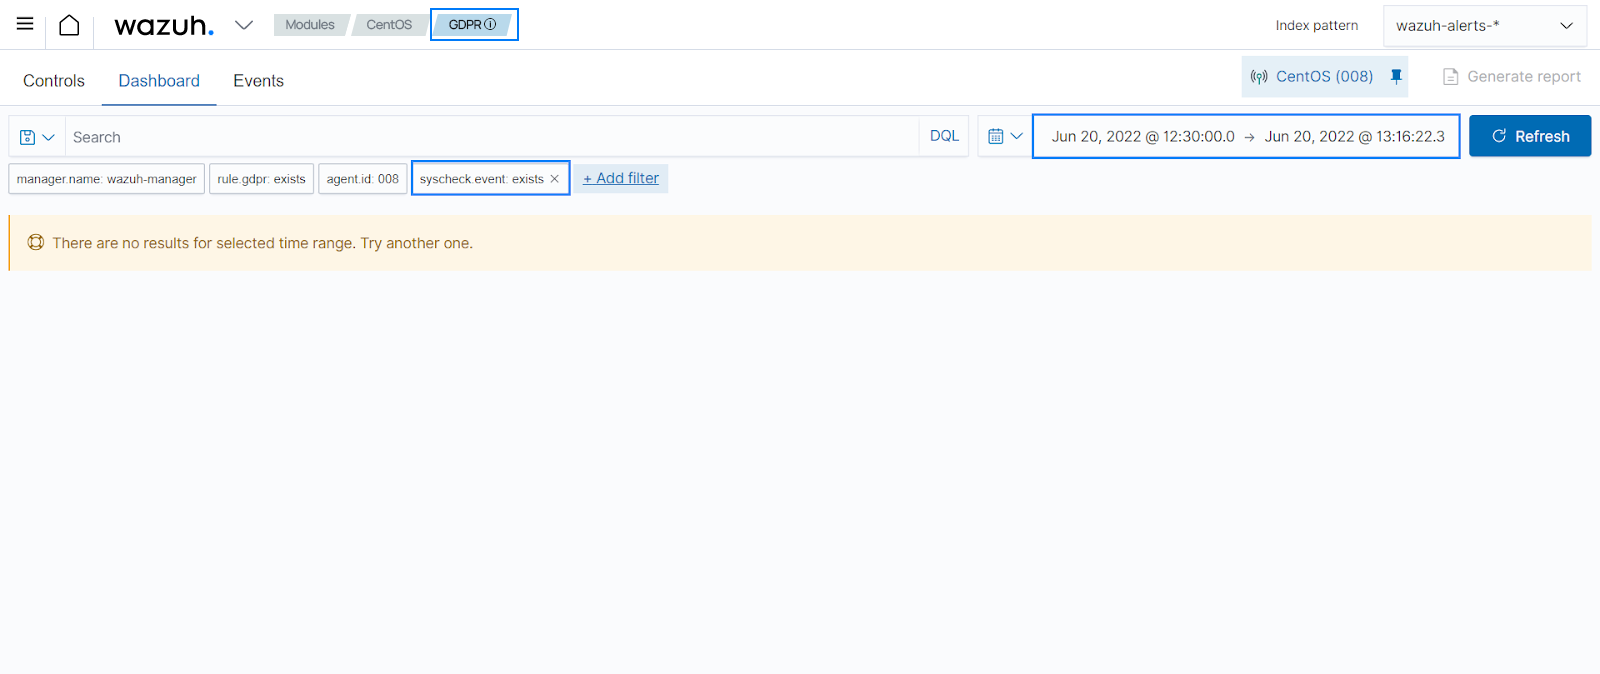 wazuh. Modules CentOS GDPR Index pattern wazuh-alerts-*
Controls Dashboard Events CentOS (008) Generate report
Search DQL Jun 20, 2022 @ 12:30:00.0 → Jun 20, 2022 @ 13:16:22.3 Refresh
manager.name: wazuh-manager rule.gdpr: exists agent.id: 008 syscheck.event: exists × + Add filter
There are no results for selected time range. Try another one.